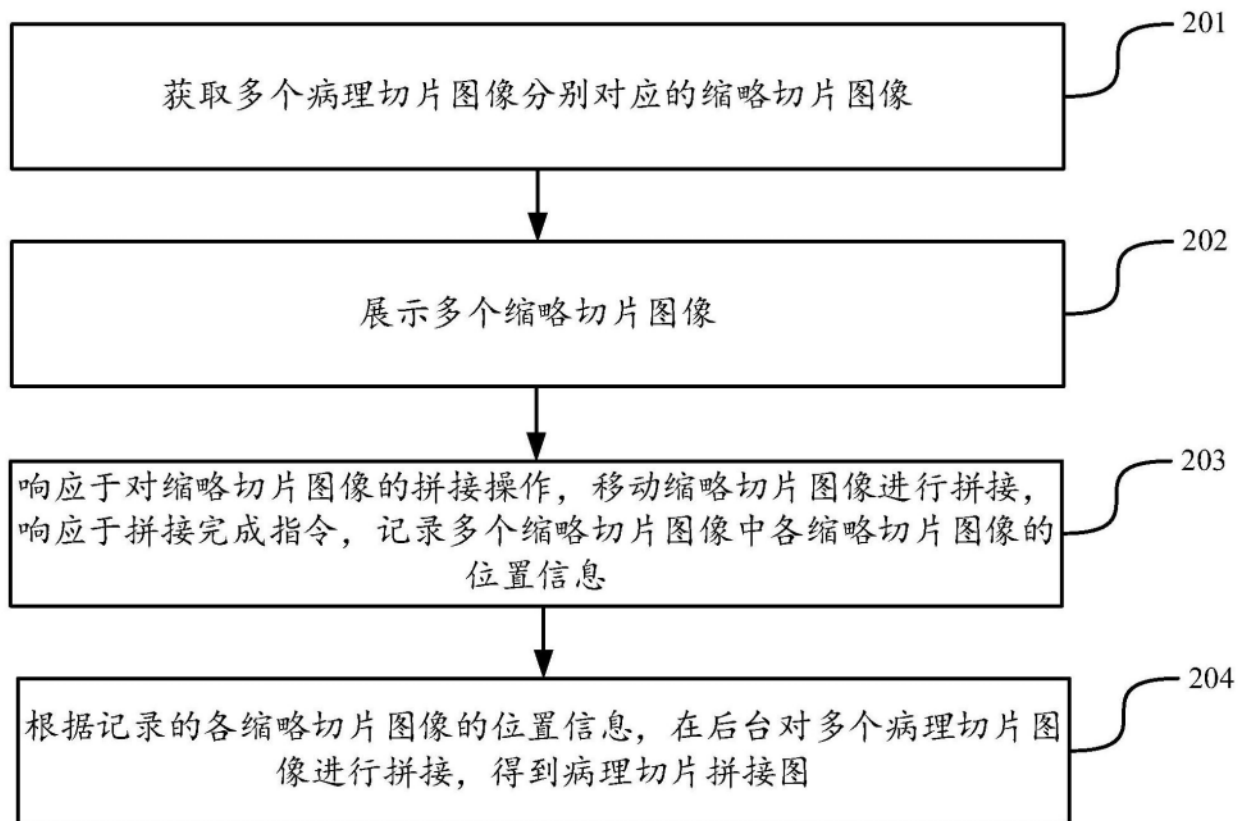 201
获取多个病理切片图像分别对应的缩略切片图像
202
展示多个缩略切片图像
203
响应于对缩略切片图像的拼接操作，移动缩略切片图像进行拼接，
响应于拼接完成指令，记录多个缩略切片图像中各缩略切片图像的
位置信息
204
根据记录的各缩略切片图像的位置信息，在后台对多个病理切片图
像进行拼接，得到病理切片拼接图